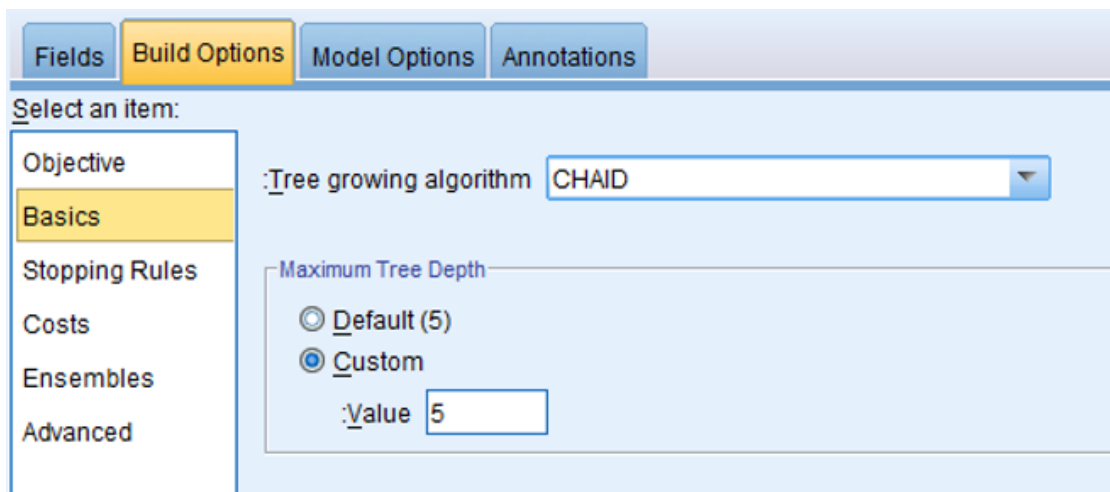 Fields Build Options Model Options Annotations
Select an item:
Objective
Basics
Stopping Rules
Costs
Ensembles
Advanced
:Tree growing algorithm CHAID
Maximum Tree Depth
Default (5)
Custom
:Value 5